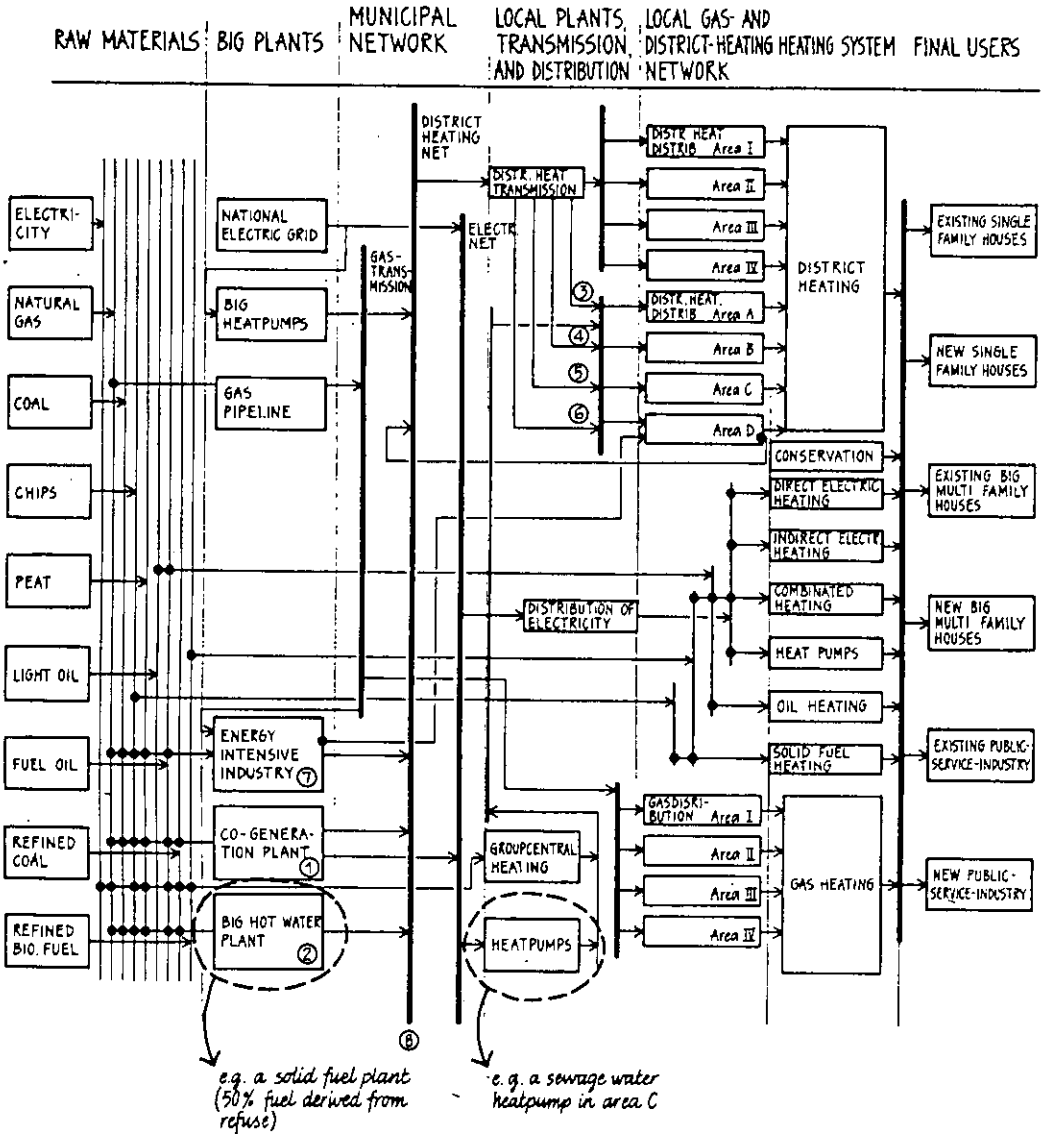 RAW MATERIALS
BIG PLANTS
MUNICIPAL
NETWORK
LOCAL PLANTS,
TRANSMISSION,
AND DISTRIBUTION
LOCAL GAS- AND
DISTRICT-HEATING
NETWORK
HEATING SYSTEM
FINAL USERS
ELECTRI-
CITY
NATURAL
GAS
COAL
CHIPS
PEAT
LIGHT OIL
FUEL OIL
REFINED
COAL
REFINED
BIO. FUEL
NATIONAL
ELECTRIC GRID
BIG
HEATPUMPS
GAS
PIPELINE
ENERGY
INTENSIVE
INDUSTRY
7
CO-GENERA-
TION PLANT
1
BIG HOT WATER
PLANT
2
DISTRICT
HEATING
NET
ELECTR.
NET
GAS-
TRANS-
MISSION
8
DISTR. HEAT
TRANSMISSION
3
4
5
6
DISTRIBUTION OF
ELECTRICITY
GROUPCENTRAL
HEATING
HEATPUMPS
DISTR HEAT
DISTRIB Area I
Area II
Area III
Area IV
DISTR. HEAT.
DISTRIB Area A
Area B
Area C
Area D
GASDISRI-
BUTION Area I
Area II
Area III
Area IV
DISTRICT
HEATING
CONSERVATION
DIRECT ELECTRIC
HEATING
INDIRECT ELECTR
HEATING
COMBINATED
HEATING
HEAT PUMPS
OIL HEATING
SOLID FUEL
HEATING
GAS HEATING
EXISTING SINGLE
FAMILY HOUSES
NEW SINGLE
FAMILY HOUSES
EXISTING BIG
MULTI FAMILY
HOUSES
NEW BIG
MULTI FAMILY
HOUSES
EXISTING PUBLIC-
SERVICE-INDUSTRY
NEW PUBLIC-
SERVICE-INDUSTRY
e.g. a solid fuel plant
(50% fuel derived from
refuse)
e.g. a sewage water
heatpump in area C